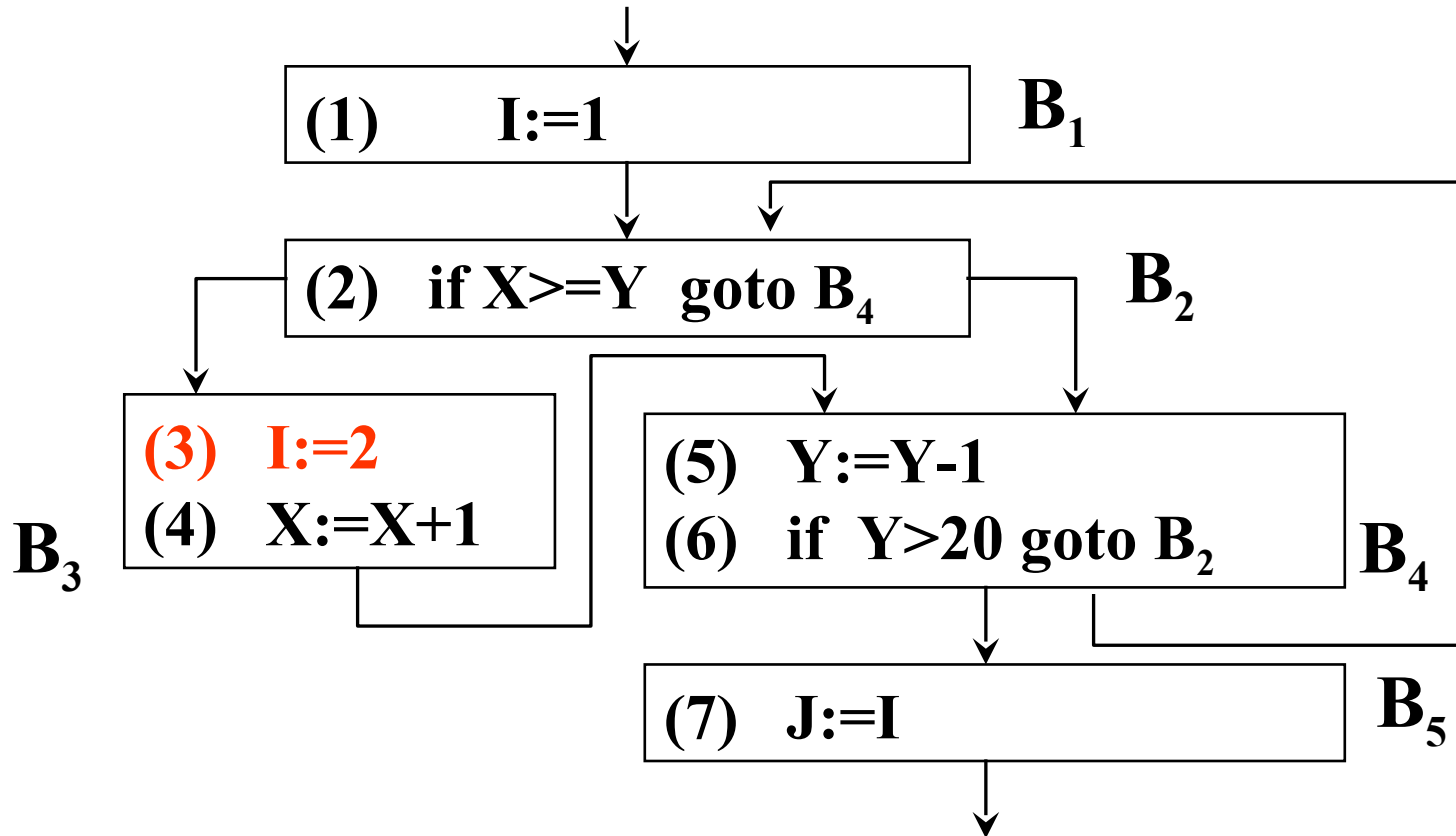 (1) I:=1
B₁
(2) if X>=Y goto B₄
B₂
(3) I:=2
(4) X:=X+1
B₃
(5) Y:=Y-1
(6) if Y>20 goto B₂
B₄
(7) J:=I
B₅